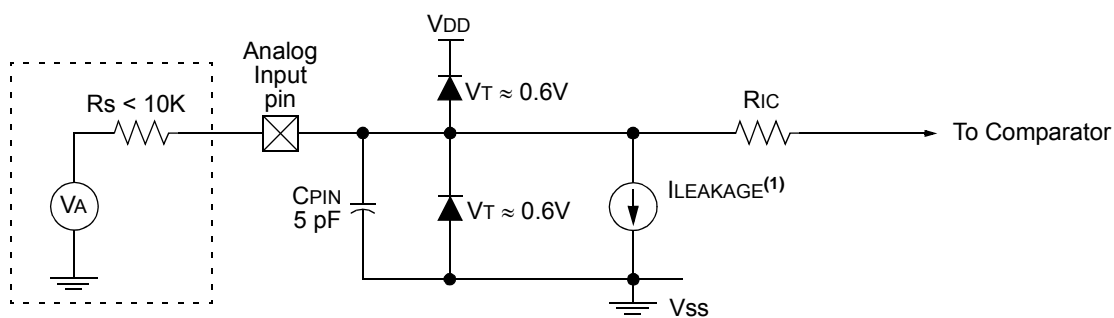 VDD
Analog
Input
pin
Rs < 10K
VT ≈ 0.6V
RIC
To Comparator
VA
CPIN
5 pF
VT ≈ 0.6V
ILEAKAGE(1)
Vss